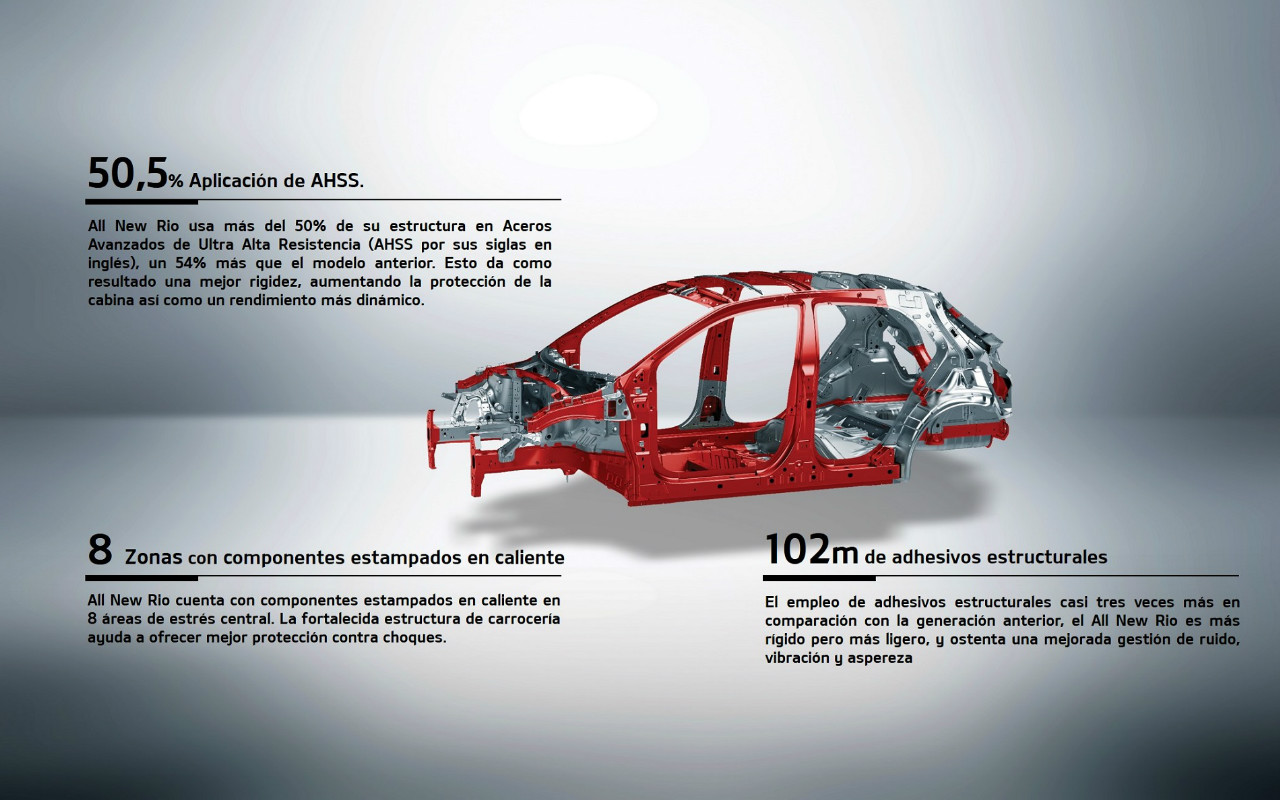 50,5% Aplicación de AHSS.
All New Rio usa más del 50% de su estructura en Aceros
Avanzados de Ultra Alta Resistencia (AHSS por sus siglas en
inglés), un 54% más que el modelo anterior. Esto da como
resultado una mejor rigidez, aumentando la protección de la
cabina así como un rendimiento más dinámico.
8 Zonas con componentes estampados en caliente
All New Rio cuenta con componentes estampados en caliente en
8 áreas de estrés central. La fortalecida estructura de carrocería
ayuda a ofrecer mejor protección contra choques.
102m de adhesivos estructurales
El empleo de adhesivos estructurales casi tres veces más en
comparación con la generación anterior, el All New Rio es más
rígido pero más ligero, y ostenta una mejorada gestión de ruido,
vibración y aspereza